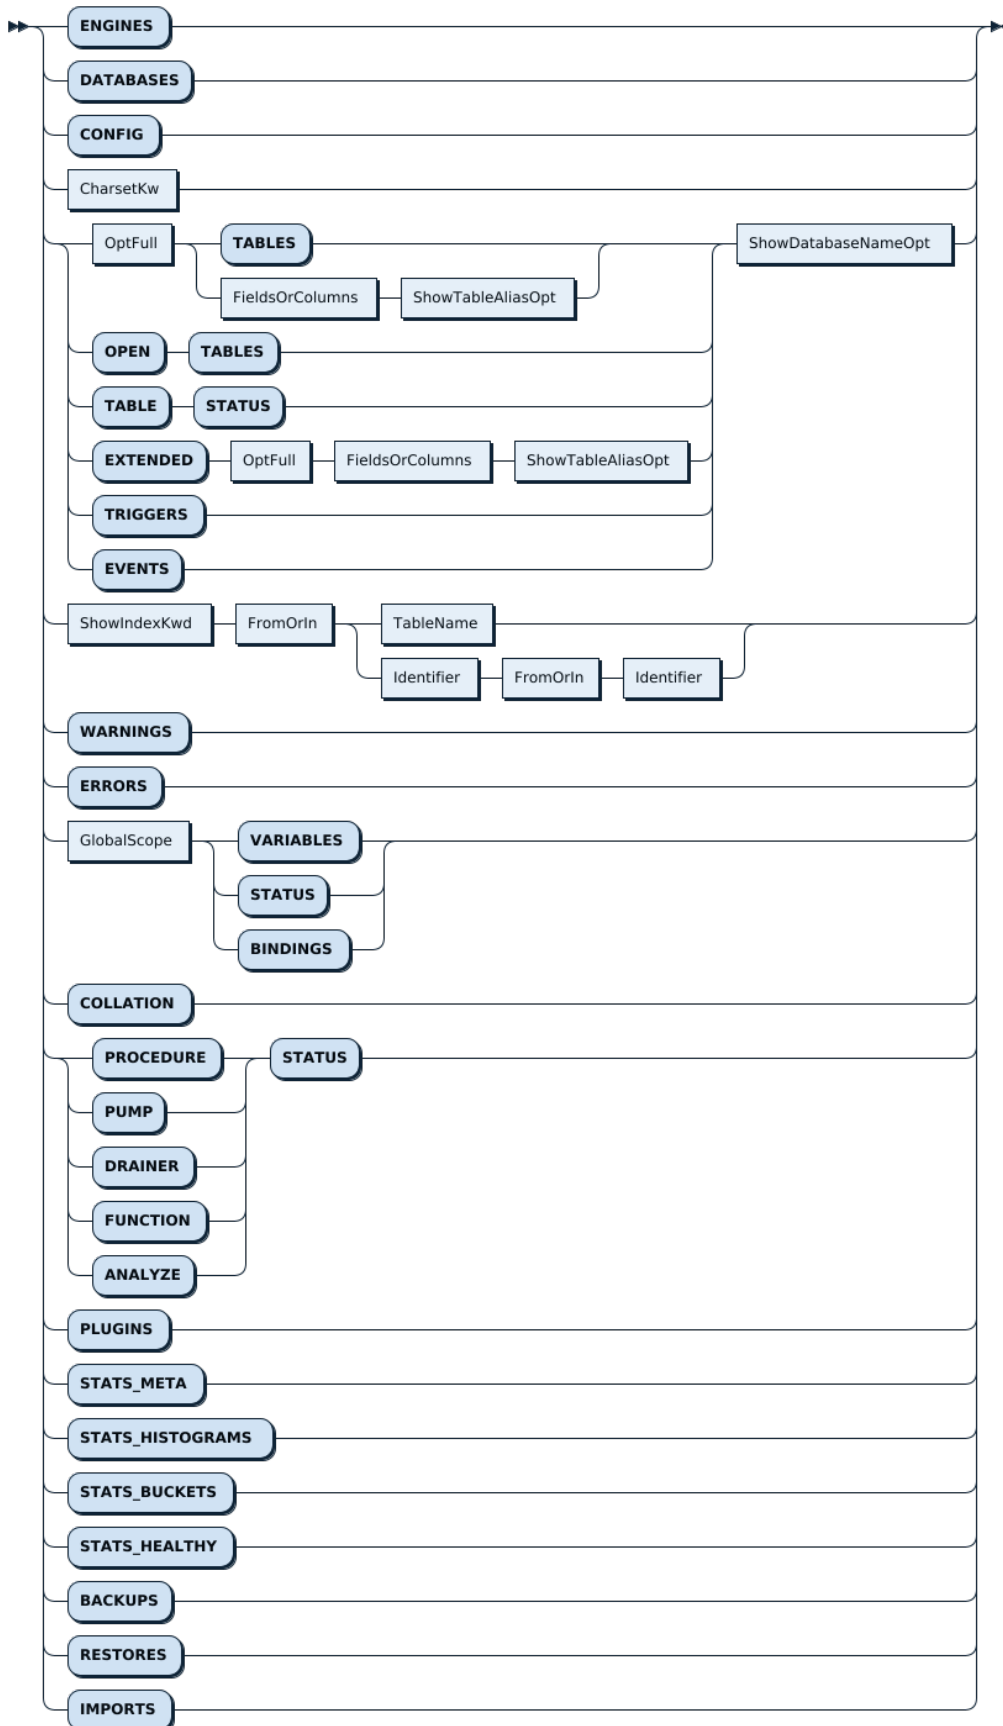 ENGINES
DATABASES
CONFIG
CharsetKw
OptFull TABLES ShowDatabaseNameOpt
FieldsOrColumns ShowTableAliasOpt
OPEN TABLES
TABLE STATUS
EXTENDED OptFull FieldsOrColumns ShowTableAliasOpt
TRIGGERS
EVENTS
ShowIndexKwd FromOrIn TableName
Identifier FromOrIn Identifier
WARNINGS
ERRORS
GlobalScope VARIABLES
STATUS
BINDINGS
COLLATION
PROCEDURE STATUS
PUMP
DRAINER
FUNCTION
ANALYZE
PLUGINS
STATS_META
STATS_HISTOGRAMS
STATS_BUCKETS
STATS_HEALTHY
BACKUPS
RESTORES
IMPORTS